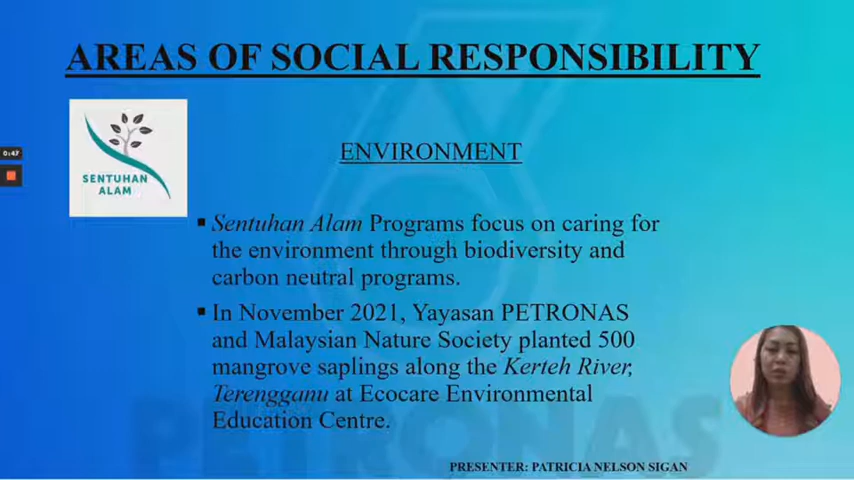 AREAS OF SOCIAL RESPONSIBILITY
0:47
SENTUHAN
ALAM
ENVIRONMENT
▪ Sentuhan Alam Programs focus on caring for
the environment through biodiversity and
carbon neutral programs.
▪ In November 2021, Yayasan PETRONAS
and Malaysian Nature Society planted 500
mangrove saplings along the Kerteh River,
Terengganu at Ecocare Environmental
Education Centre.
PETRONAS
PRESENTER: PATRICIA NELSON SIGAN